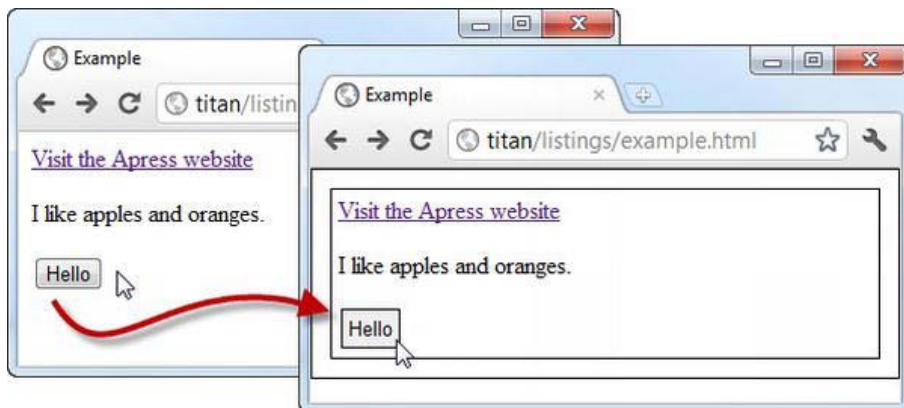 Example
titan/listin
Visit the Apress website
I like apples and oranges.
Hello
Example
titan/listings/example.html
Visit the Apress website
I like apples and oranges.
Hello